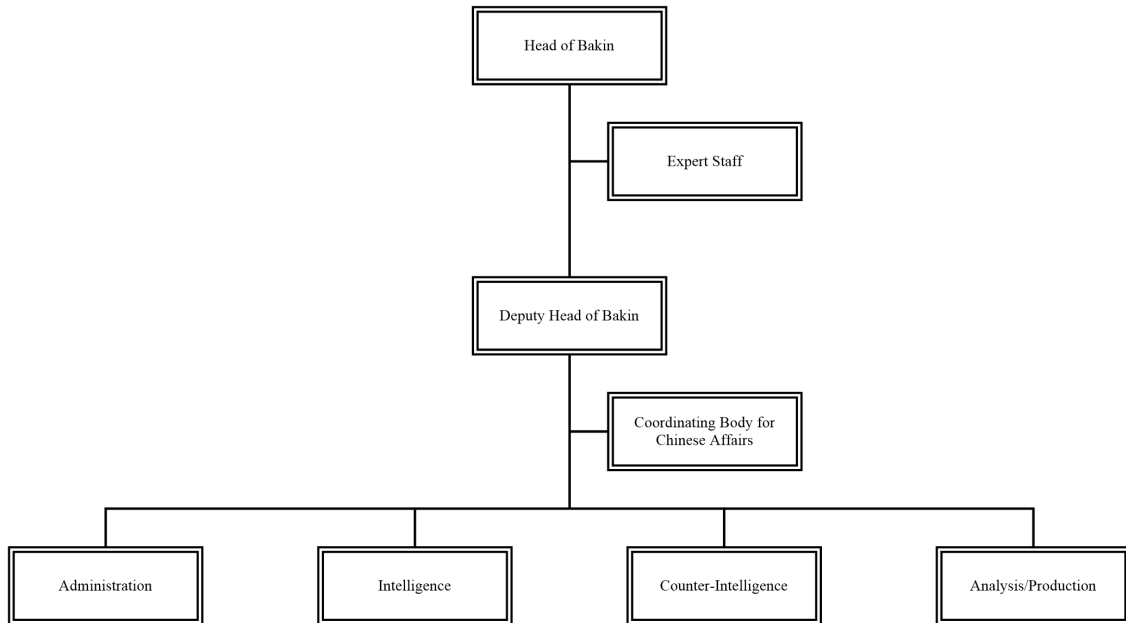 Head of Bakin
Expert Staff
Deputy Head of Bakin
Coordinating Body for
Chinese Affairs
Administration
Intelligence
Counter-Intelligence
Analysis/Production